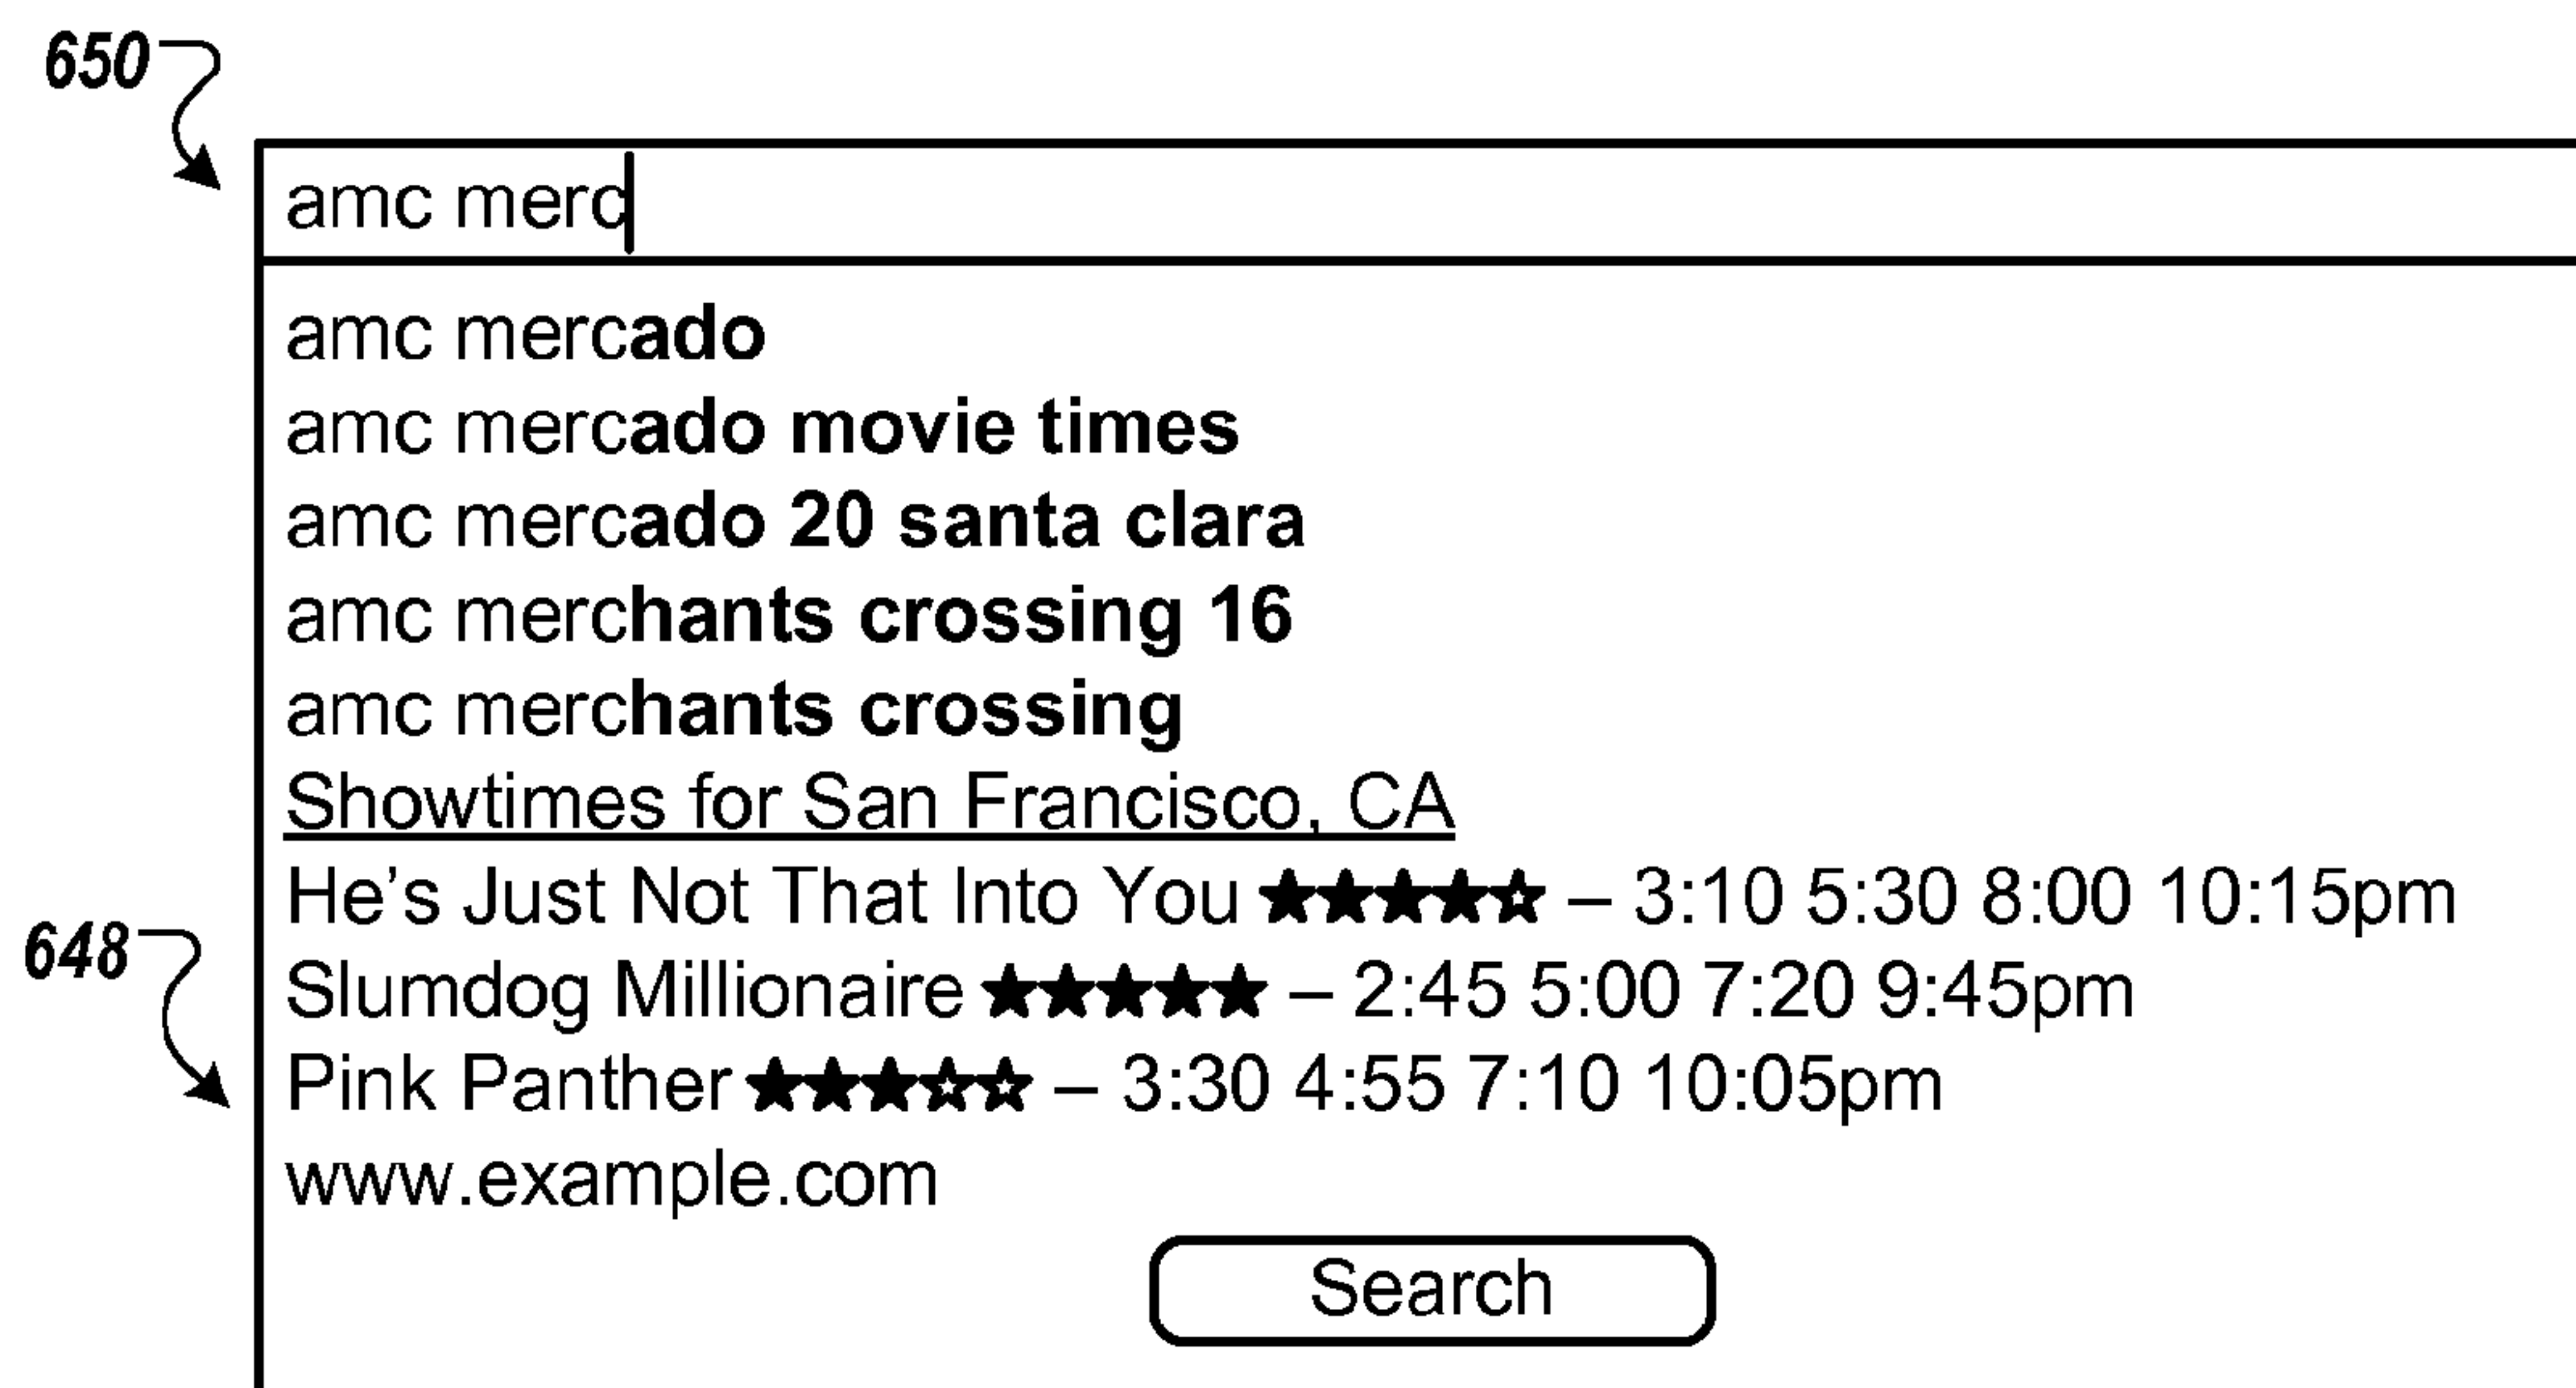 650
amc merc
amc mercado
amc mercado movie times
amc mercado 20 santa clara
amc merchants crossing 16
amc merchants crossing
Showtimes for San Francisco, CA
He's Just Not That Into You ★★★★☆ – 3:10 5:30 8:00 10:15pm
648
Slumdog Millionaire ★★★★★ – 2:45 5:00 7:20 9:45pm
Pink Panther ★★★☆☆ – 3:30 4:55 7:10 10:05pm
www.example.com
Search